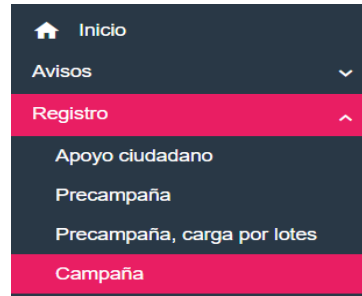 Inicio
Avisos
Registro
Apoyo ciudadano
Precampaña
Precampaña, carga por lotes
Campaña